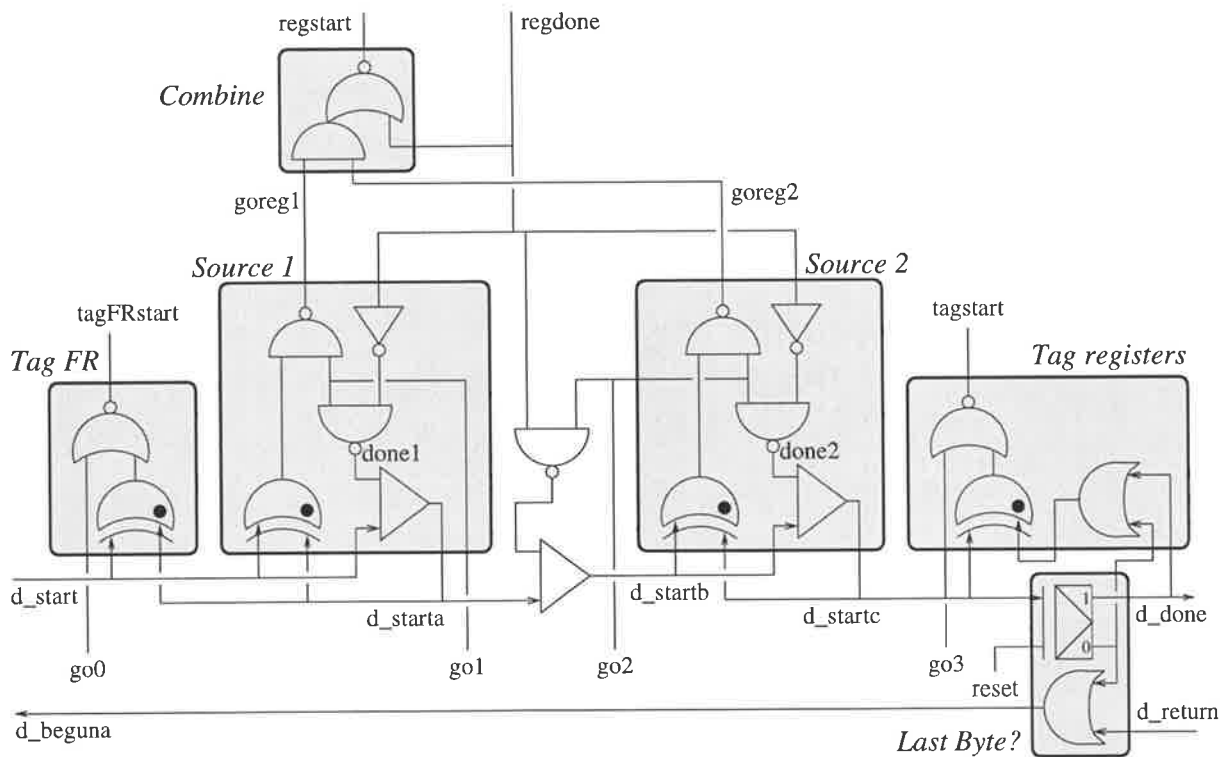 regstart
regdone
Combine
goreg1
goreg2
Source 1
Source 2
tagFRstart
tagstart
Tag FR
Tag registers
done1
done2
d_start
d_starta
d_startb
d_startc
1
d_done
0
go0
go1
go2
go3
reset
d_beguna
d_return
Last Byte?